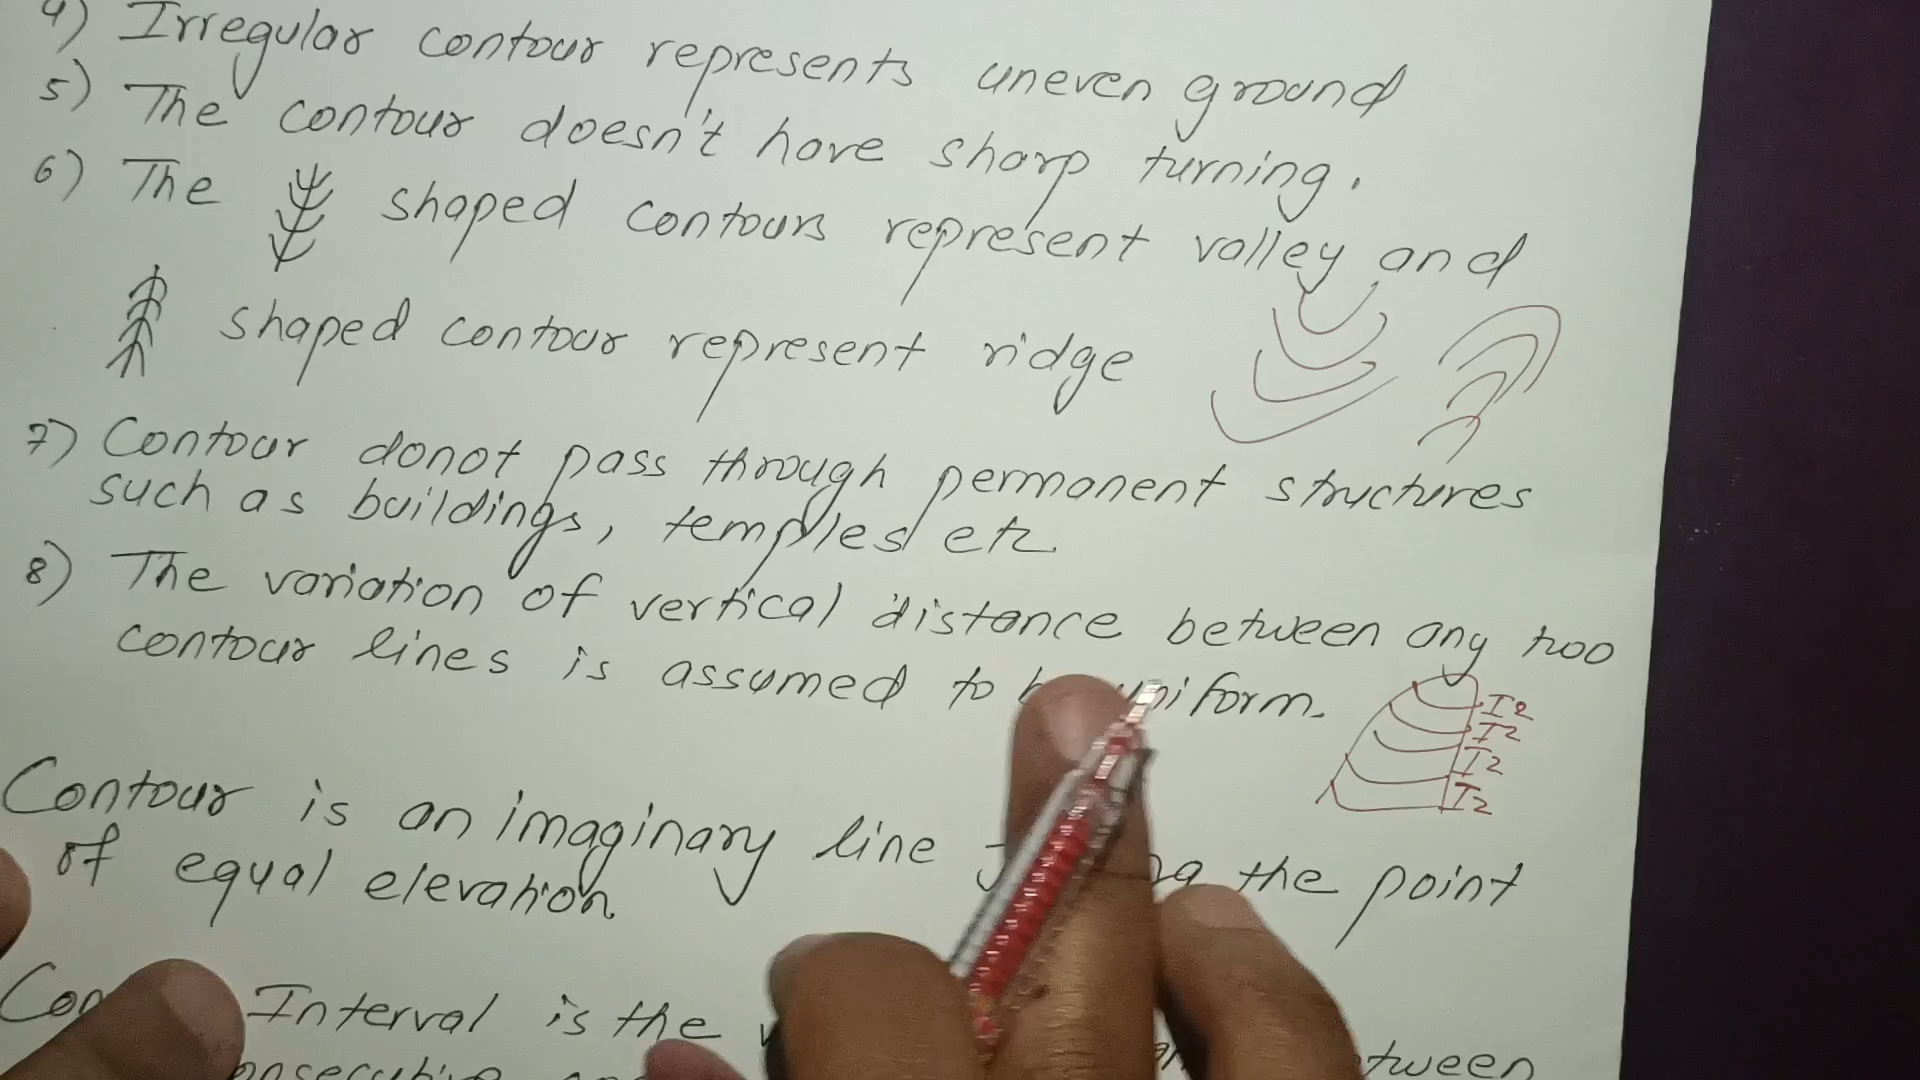 4) Irregular contour represents uneven ground
5) The contour doesn't have sharp turning.
6) The shaped contours represent valley and
shaped contour represent ridge
7) Contour donot pass through permanent structures
such as buildings, temples etc
8) The variation of vertical distance between any two
contour lines is assumed to uniform.
I2
I2
I2
I2
Contour is an imaginary line the point
of equal elevation.
Interval is the tween